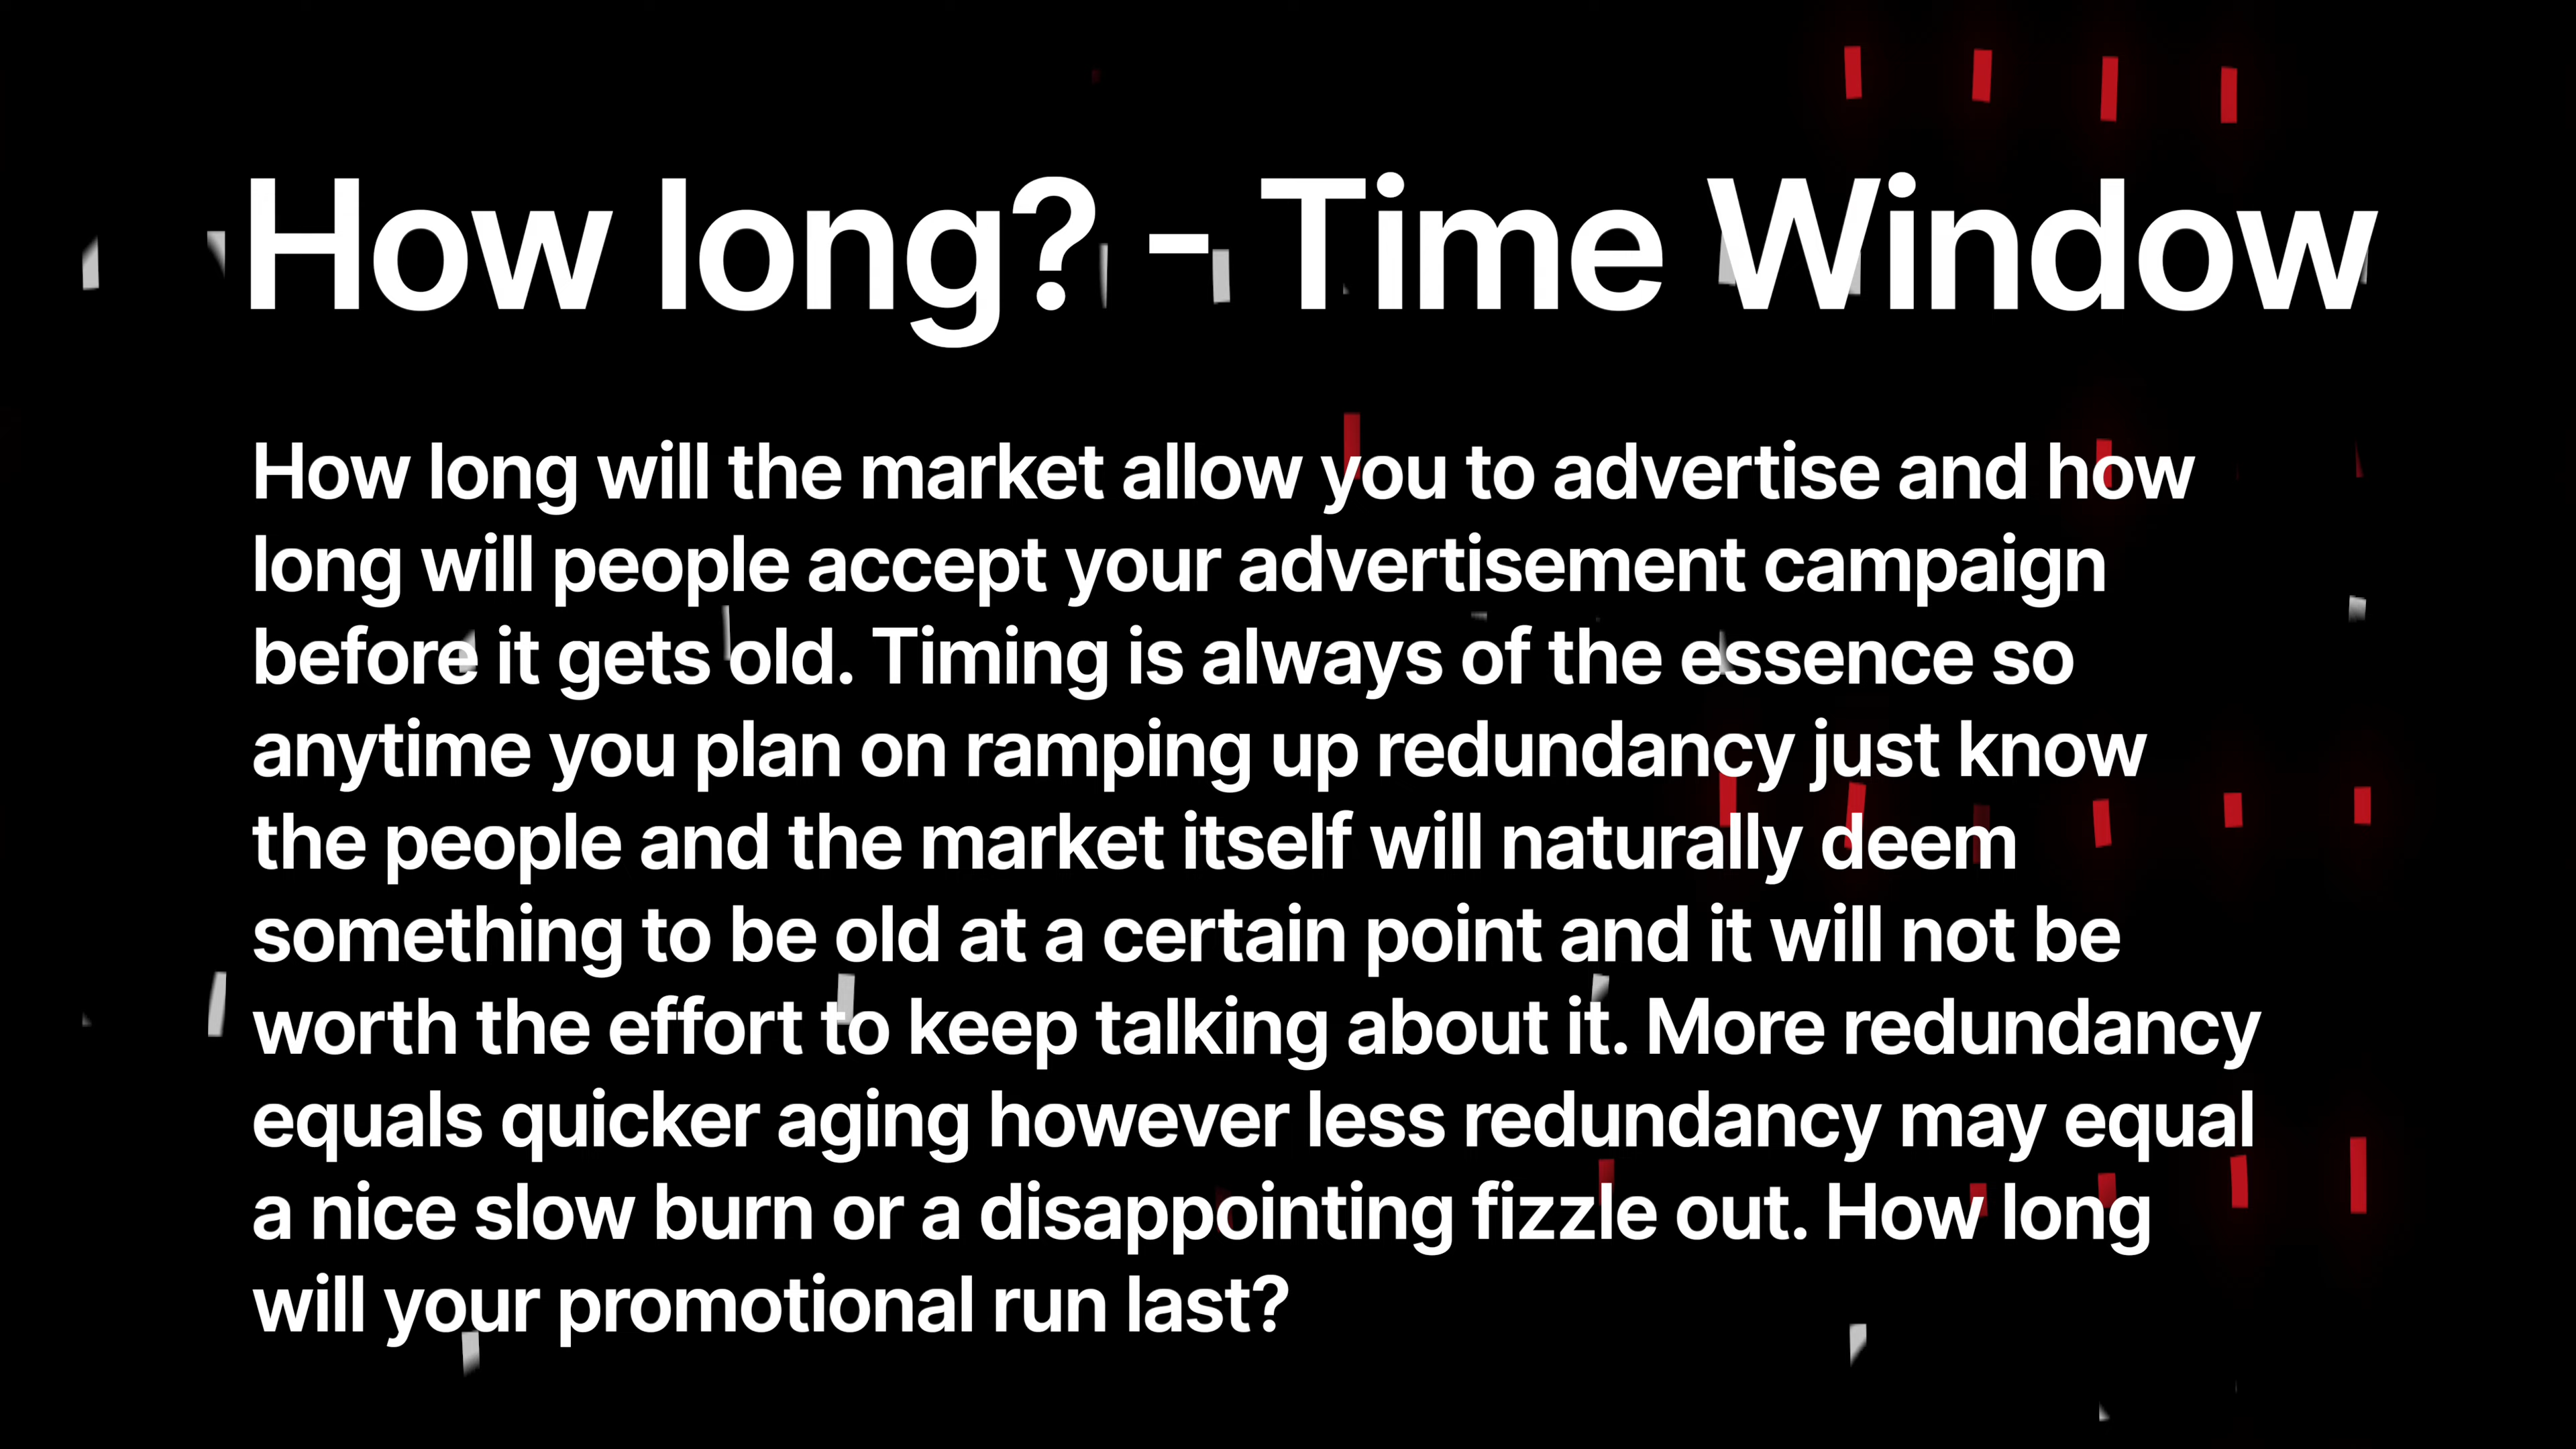 How long? - Time Window
How long will the market allow you to advertise and how
long will people accept your advertisement campaign
before it gets old. Timing is always of the essence so
anytime you plan on ramping up redundancy just know
the people and the market itself will naturally deem
something to be old at a certain point and it will not be
worth the effort to keep talking about it. More redundancy
equals quicker aging however less redundancy may equal
a nice slow burn or a disappointing fizzle out. How long
will your promotional run last?